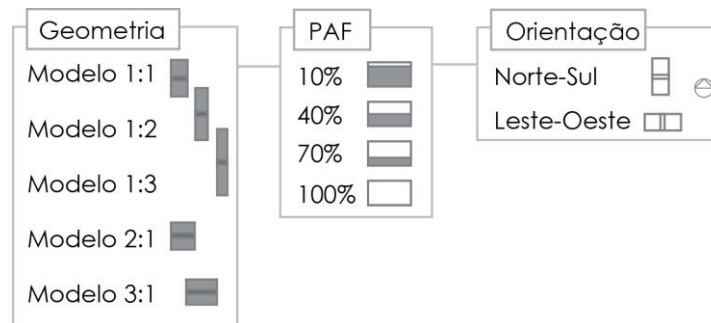 Geometria
Modelo 1:1
Modelo 1:2
Modelo 1:3
Modelo 2:1
Modelo 3:1
PAF
10%
40%
70%
100%
Orientação
Norte-Sul
Leste-Oeste